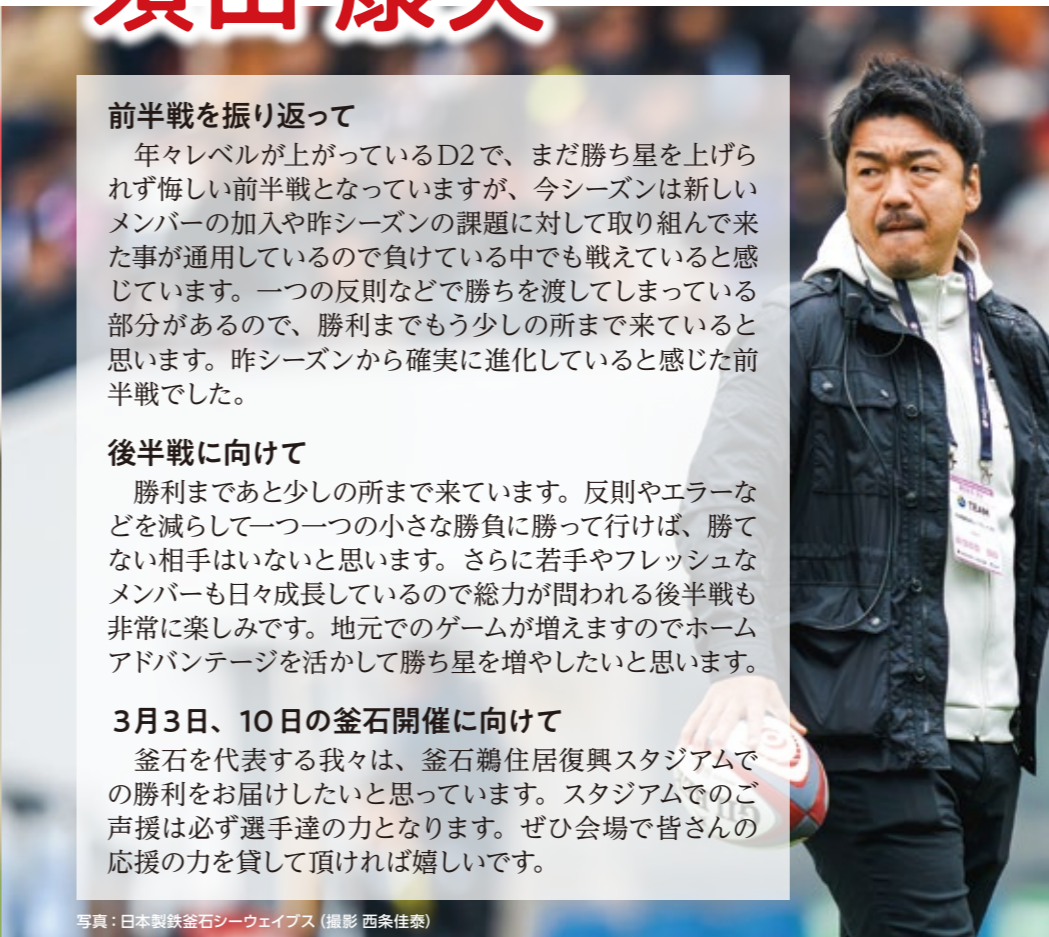 須田 康夫
前半戦を振り返って
年々レベルが上がっているD2で、まだ勝ち星を上げら
れず悔しい前半戦となっていますが、今シーズンは新しい
メンバーの加入や昨シーズンの課題に対して取り組んで来
た事が通用しているので負けている中でも戦えていると感
じています。一つの反則などで勝ちを渡してしまっている
部分があるので、勝利までもう少しの所まで来ていると
思います。昨シーズンから確実に進化していると感じた前
半戦でした。
後半戦に向けて
勝利まであと少しの所まで来ています。反則やエラーな
どを減らして一つ一つの小さな勝負に勝って行けば、勝て
ない相手はいないと思います。さらに若手やフレッシュな
メンバーも日々成長しているので総力が問われる後半戦も
非常に楽しみです。地元でのゲームが増えますのでホーム
アドバンテージを活かして勝ち星を増やしたいと思います。
3月3日、10日の釜石開催に向けて
釜石を代表する我々は、釜石鵜住居復興スタジアムで
の勝利をお届けしたいと思っています。スタジアムでのご
声援は必ず選手達の力となります。ぜひ会場で皆さんの
応援の力を貸して頂ければ嬉しいです。
写真：日本製鉄釜石シーウェイブス（撮影 西条佳泰）
TEAM